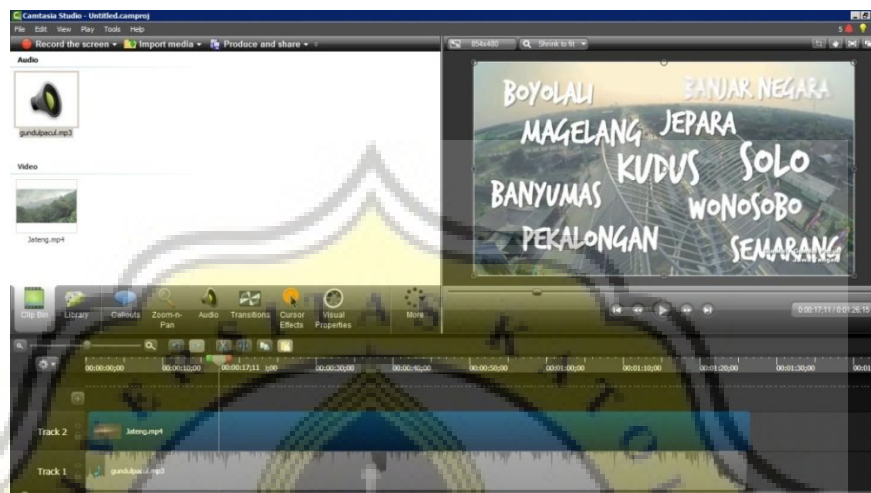 Camtasia Studio - Untitled.camproj
File Edit View Play Tools Help
5
Record the screen Import media Produce and share
854x480 Shrink to fit
Audio
gundulpacul.mp3
Video
Jateng.mp4
BOYOLALI BANJAR NEGARA
MAGELANG JEPARA
KUDUS SOLO
BANYUMAS WONOSOBO
PEKALONGAN SEMARANG
Clip Bin Library Callouts Zoom-n-Pan Audio Transitions Cursor Effects Visual Properties More
0:00:17;11 / 0:01:26;15
00:00:00;00 00:00:10;00 00:00:17;11 00:00:30;00 00:00:40;00 00:00:50;00 00:01:00;00 00:01:10;00 00:01:20;00 00:01:30;00 00:01
Track 2 Jateng.mp4
Track 1 gundulpacul.mp3